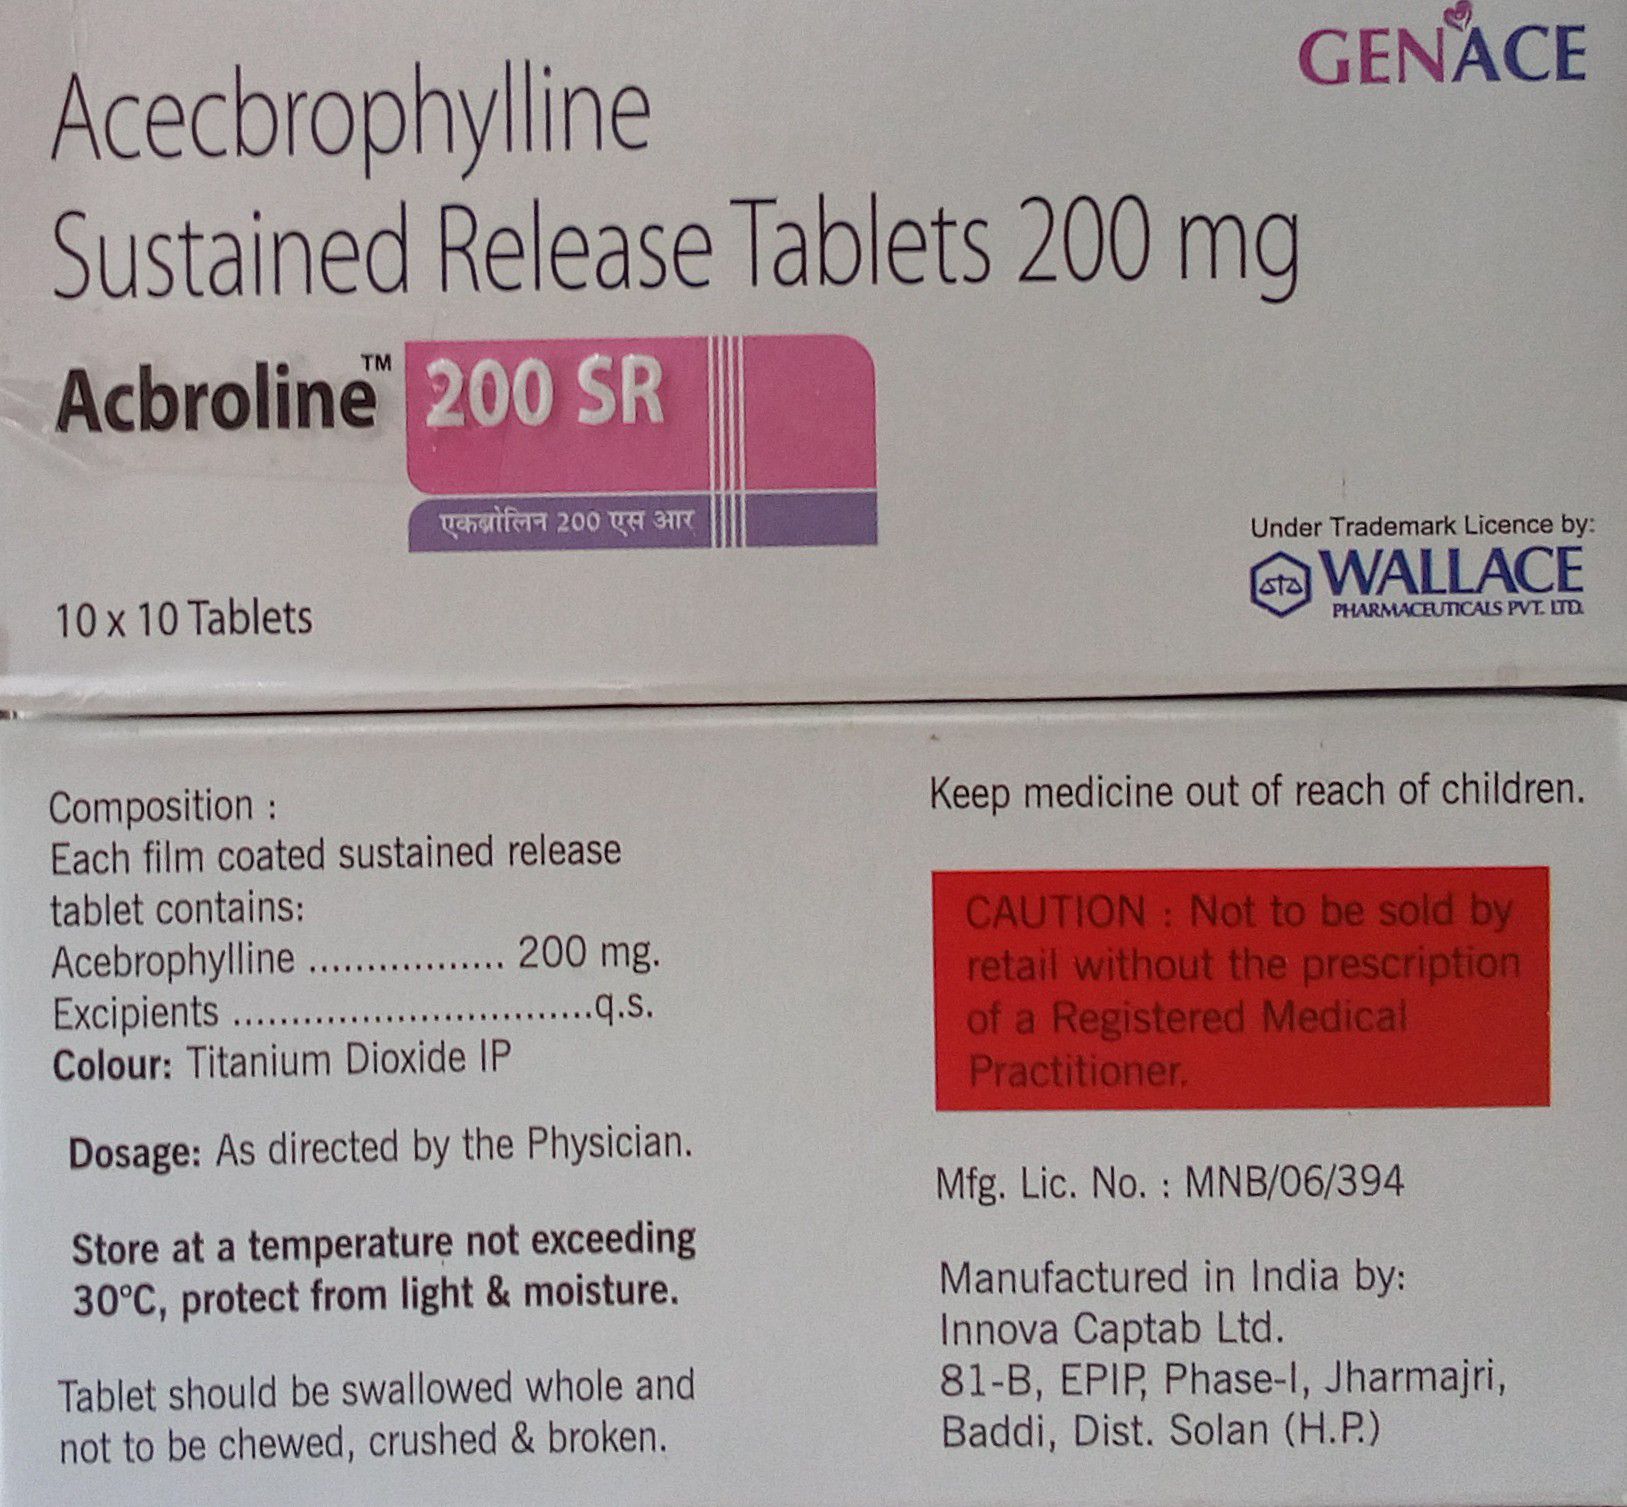 GENACE
Acecbrophylline
Sustained Release Tablets 200 mg
Acbroline™ 200 SR
एकब्रोलिन 200 एस आर
10 x 10 Tablets
Under Trademark Licence by:
WALLACE
PHARMACEUTICALS PVT. LTD.
Composition :
Each film coated sustained release
tablet contains:
Acebrophylline ................. 200 mg.
Excipients ...............................q.s.
Colour: Titanium Dioxide IP
Dosage: As directed by the Physician.
Store at a temperature not exceeding
30°C, protect from light & moisture.
Tablet should be swallowed whole and
not to be chewed, crushed & broken.
Keep medicine out of reach of children.
CAUTION : Not to be sold by
retail without the prescription
of a Registered Medical
Practitioner.
Mfg. Lic. No. : MNB/06/394
Manufactured in India by:
Innova Captab Ltd.
81-B, EPIP, Phase-I, Jharmajri,
Baddi, Dist. Solan (H.P.)